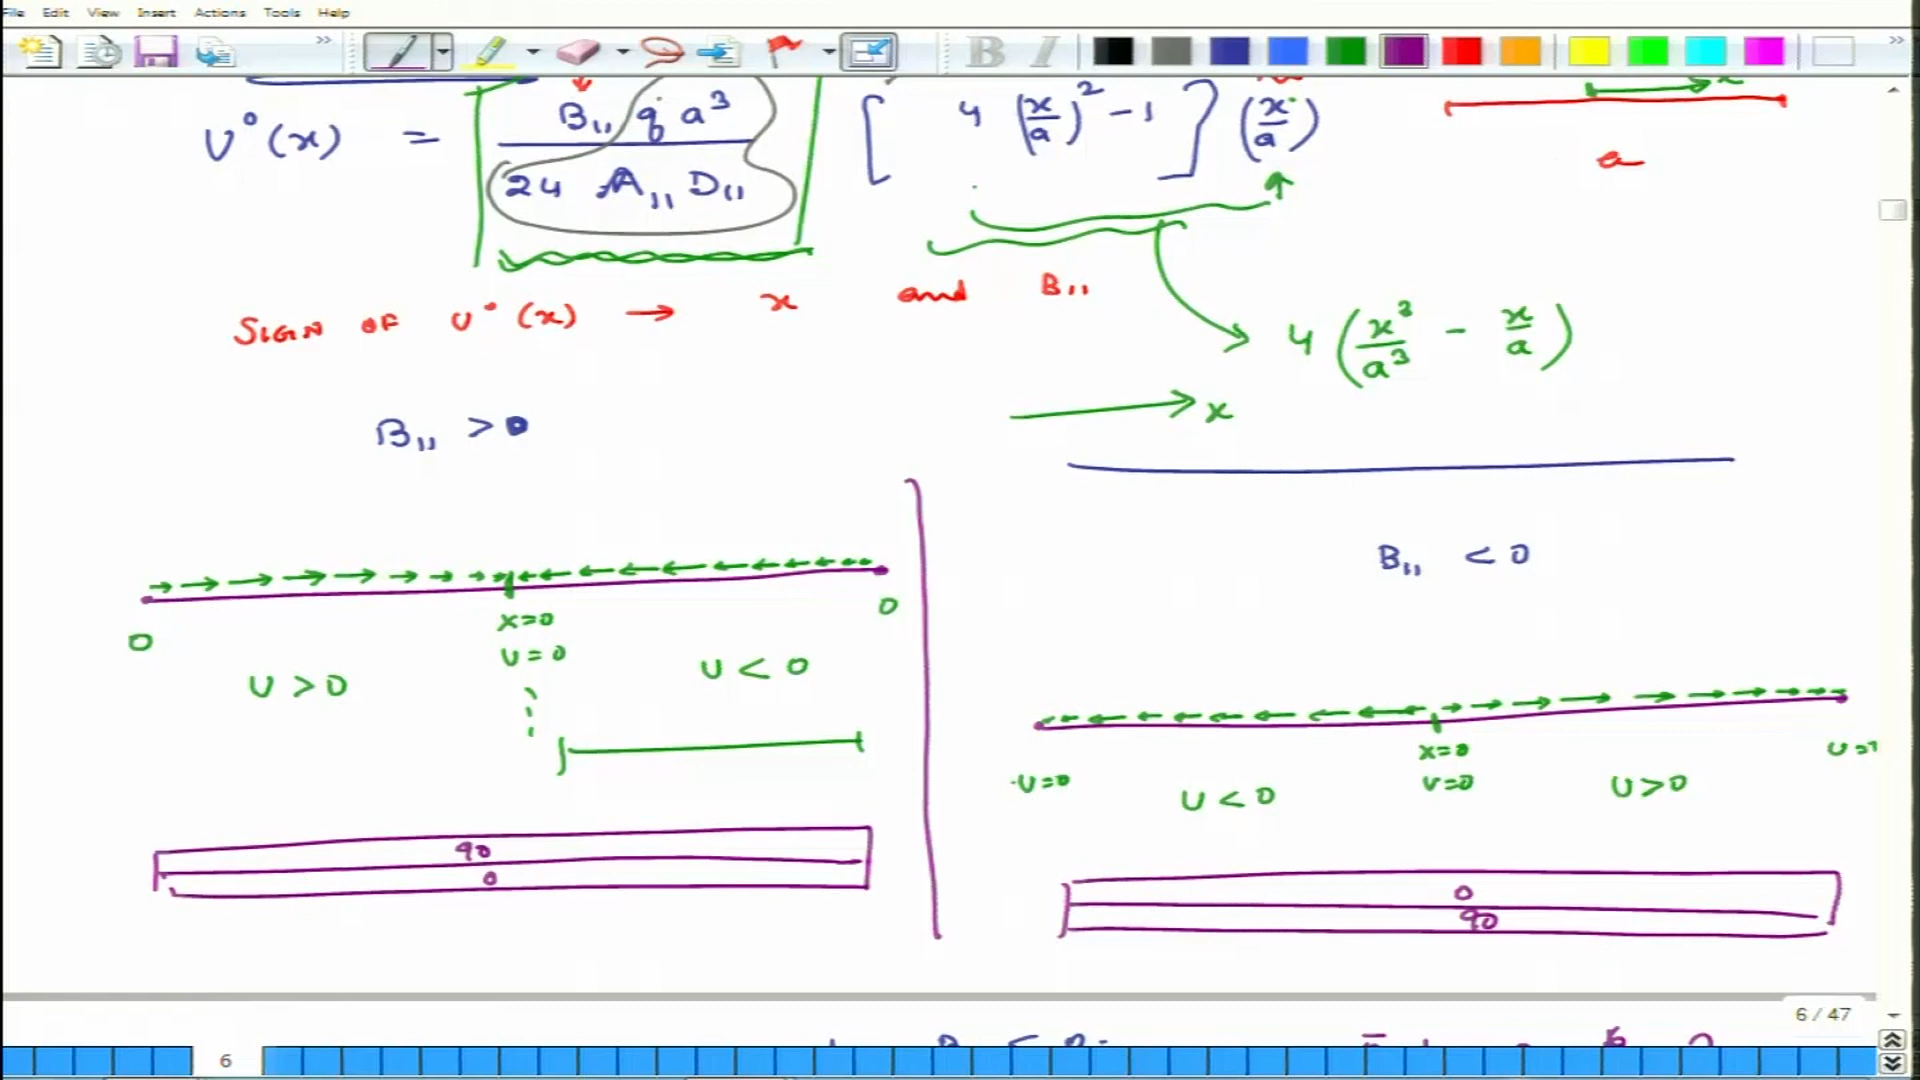 File Edit View Insert Actions Tools Help
B I
U°(x) = B₁₁ q a³ / 24 A₁₁ D₁₁ [ 4 (x/a)² - 1 ] (x/a)
x
a
SIGN OF U°(x) → x and B₁₁
4 (x³/a³ - x/a)
→ x
B₁₁ > 0
B₁₁ < 0
0 x=0 0
U=0
U > 0 U < 0
U=0 x=0
U < 0 U=0 U>0
90
0
0
90
6 / 47
6